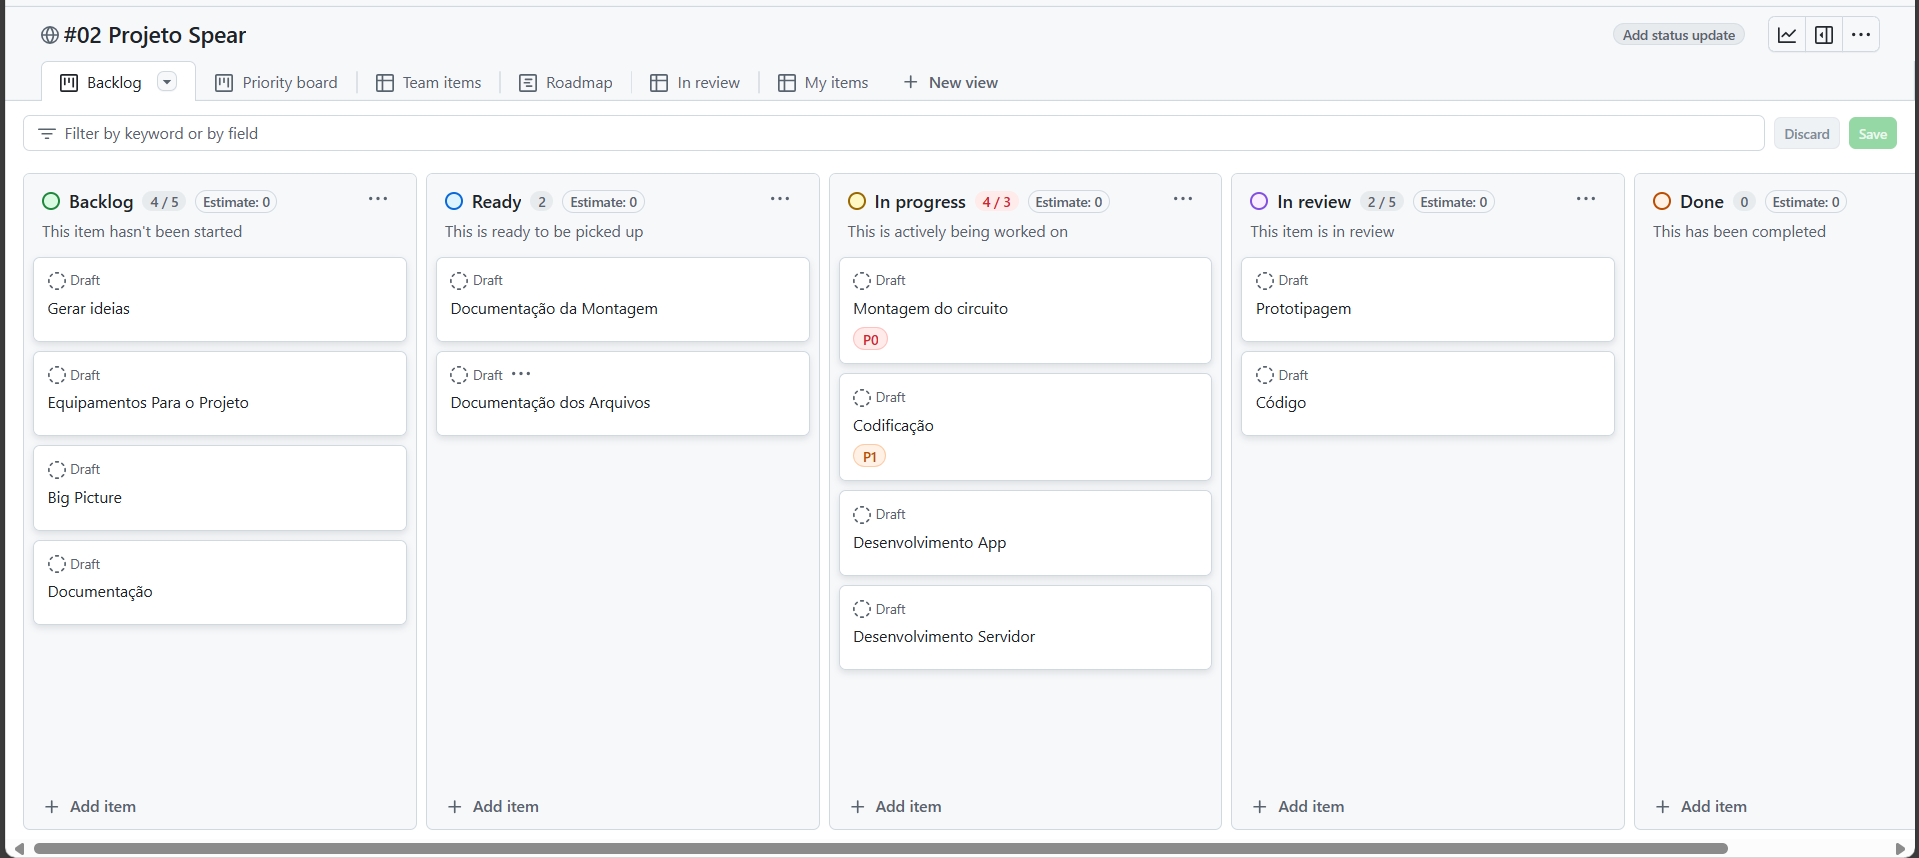 #02 Projeto Spear
Add status update
Backlog
Priority board
Team items
Roadmap
In review
My items
New view
Filter by keyword or by field
Discard
Save
Backlog 4 / 5 Estimate: 0
This item hasn't been started
Draft
Gerar ideias
Draft
Equipamentos Para o Projeto
Draft
Big Picture
Draft
Documentação
Add item
Ready 2 Estimate: 0
This is ready to be picked up
Draft
Documentação da Montagem
Draft
Documentação dos Arquivos
Add item
In progress 4 / 3 Estimate: 0
This is actively being worked on
Draft
Montagem do circuito
P0
Draft
Codificação
P1
Draft
Desenvolvimento App
Draft
Desenvolvimento Servidor
Add item
In review 2 / 5 Estimate: 0
This item is in review
Draft
Prototipagem
Draft
Código
Add item
Done 0 Estimate: 0
This has been completed
Add item